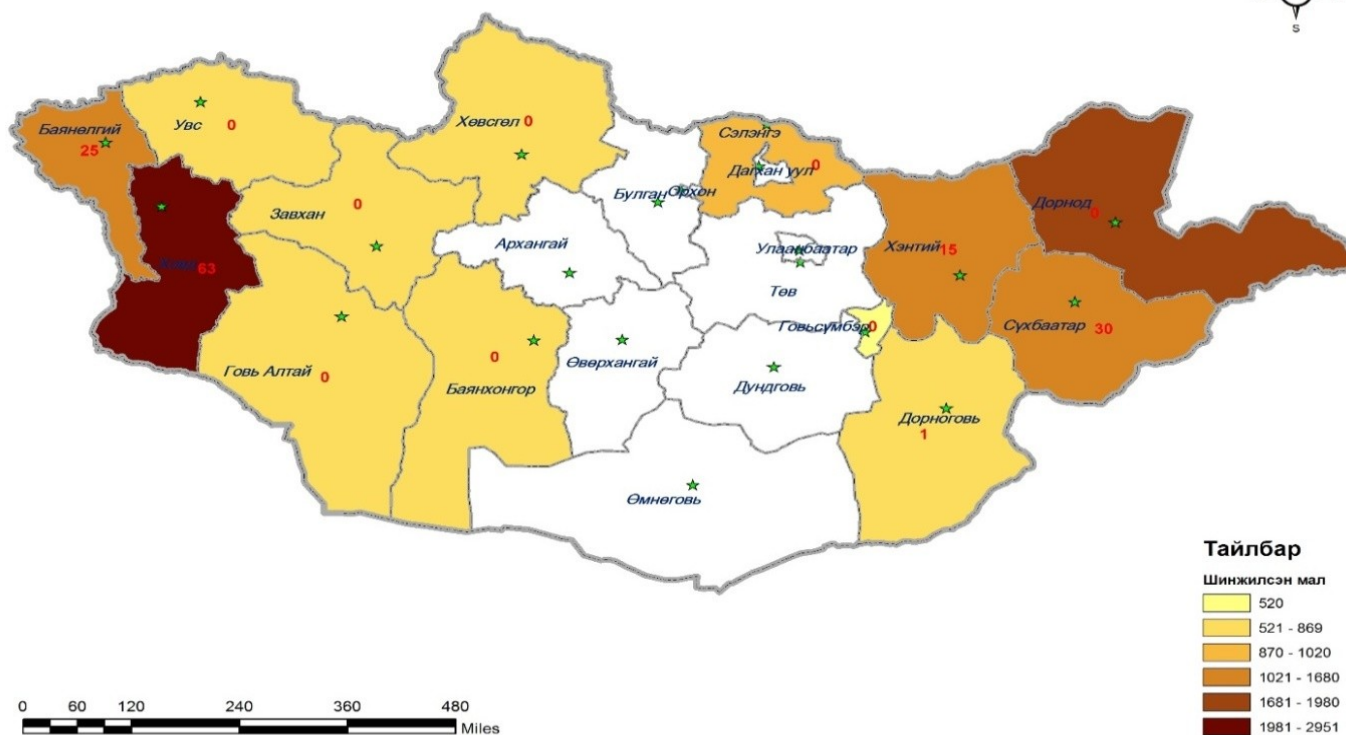 S
Баянөлгий
25
Увс
0
Хөвсгөл 0
Сэлэнгэ
Дархан уул 0
Ховд 63
Завхан
0
Булган
Орхон
Дорнод
0
Архангай
Улаанбаатар
Хэнтий 15
Төв
Говь Алтай
0
Баянхонгор
0
Өвөрхангай
Говьсүмбэр 0
Сүхбаатар
30
Дундговь
Дорноговь
1
Өмнөговь
Тайлбар
Шинжилсэн мал
520
521 - 869
870 - 1020
1021 - 1680
1681 - 1980
1981 - 2951
0 60 120 240 360 480
Miles